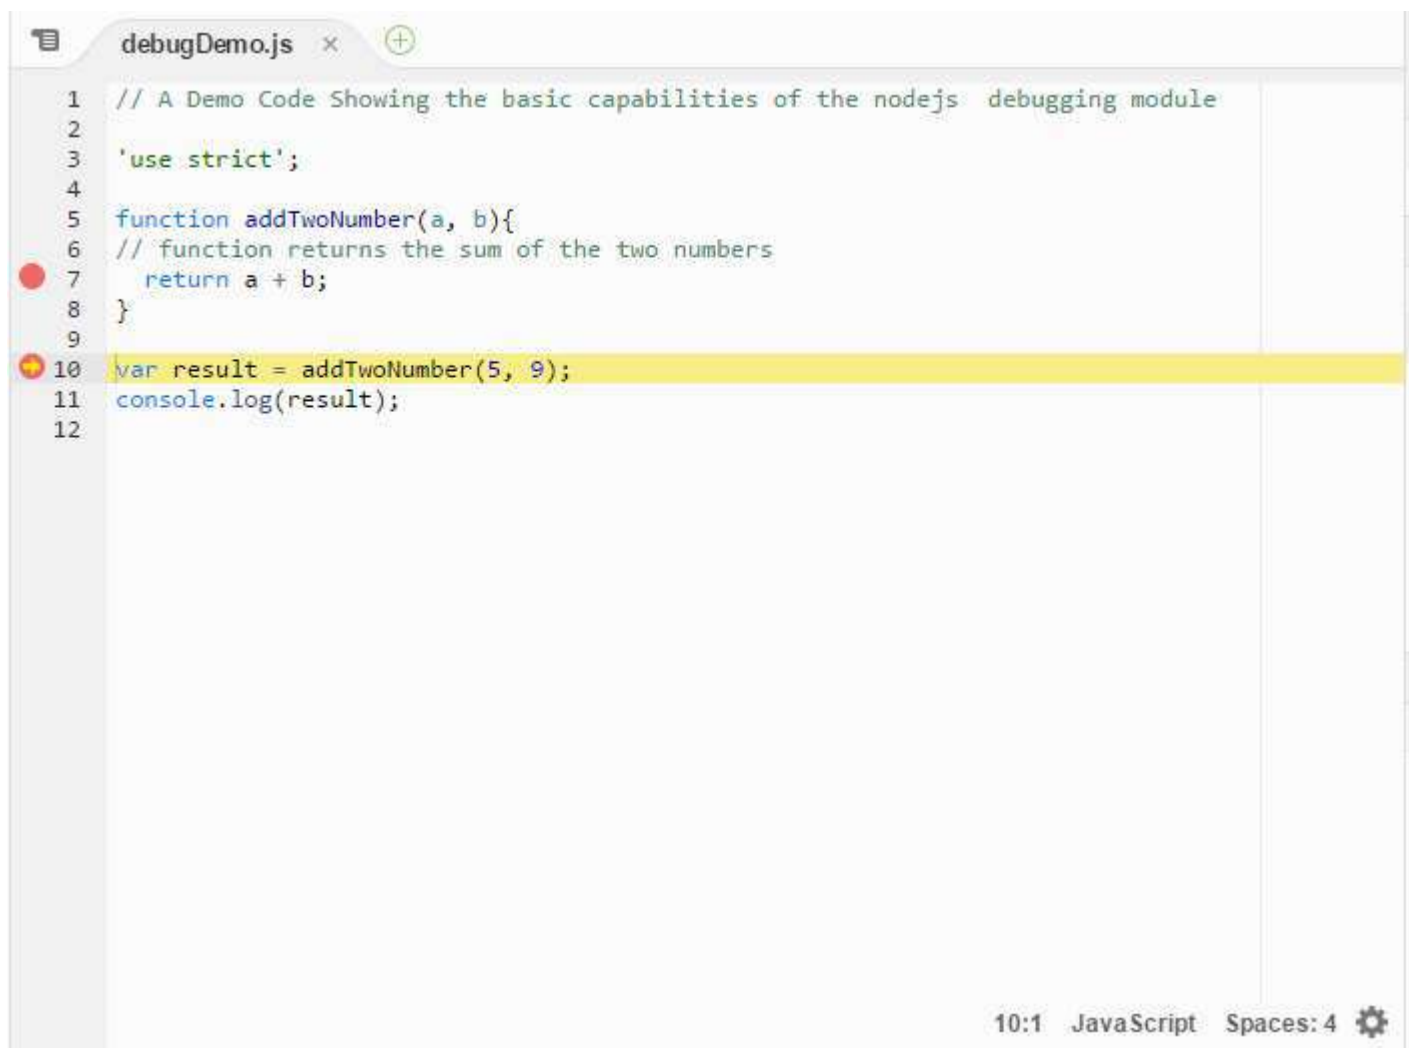 debugDemo.js ×
1 // A Demo Code Showing the basic capabilities of the nodejs  debugging module
2
3 'use strict';
4
5 function addTwoNumber(a, b){
6 // function returns the sum of the two numbers
7   return a + b;
8 }
9
10 var result = addTwoNumber(5, 9);
11 console.log(result);
12
10:1 JavaScript Spaces: 4